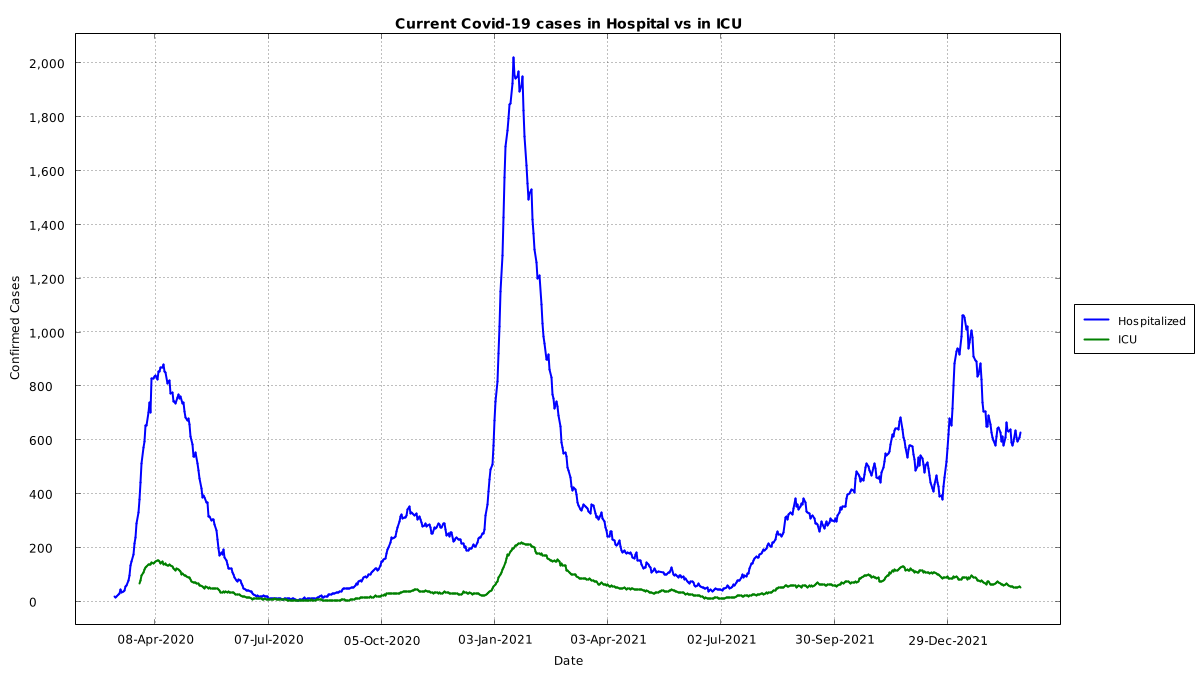 Current Covid-19 cases in Hospital vs in ICU
Confirmed Cases
2,000
1,800
1,600
1,400
1,200
1,000
800
600
400
200
0
08-Apr-2020
07-Jul-2020
05-Oct-2020
03-Jan-2021
03-Apr-2021
02-Jul-2021
30-Sep-2021
29-Dec-2021
Date
Hospitalized
ICU